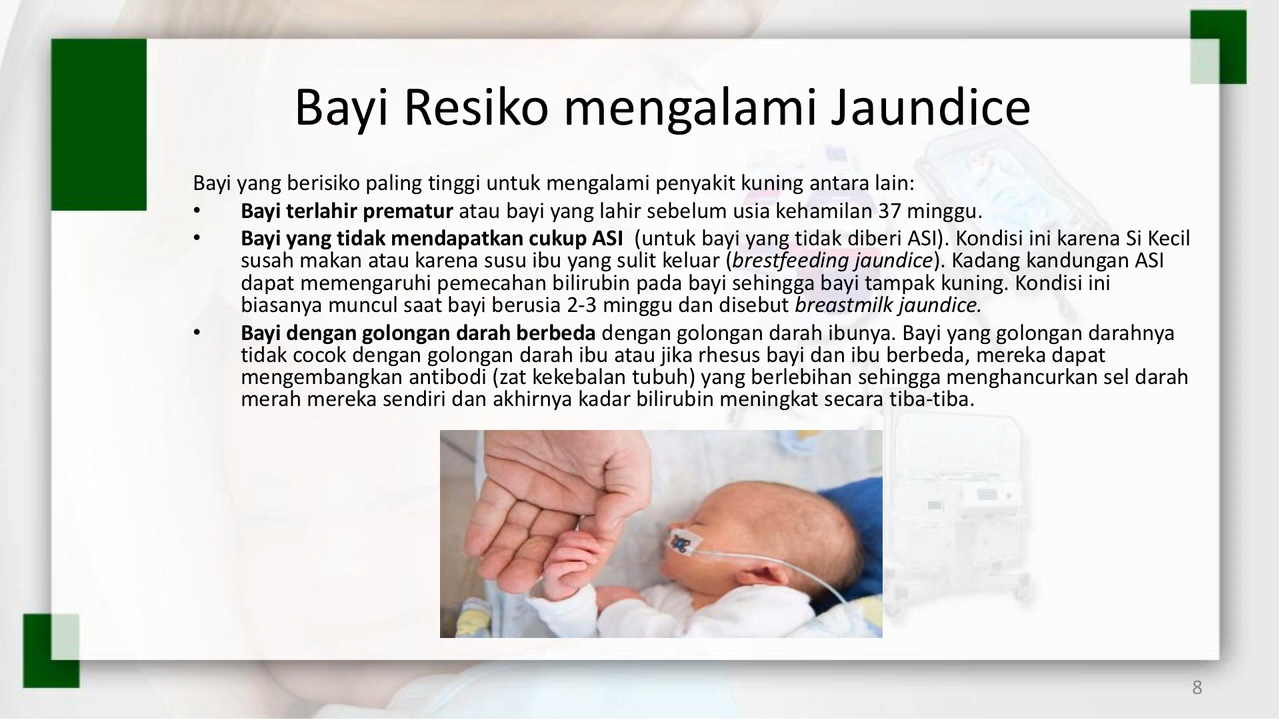 Bayi Resiko mengalami Jaundice
Bayi yang berisiko paling tinggi untuk mengalami penyakit kuning antara lain:
• Bayi terlahir prematur atau bayi yang lahir sebelum usia kehamilan 37 minggu.
• Bayi yang tidak mendapatkan cukup ASI (untuk bayi yang tidak diberi ASI). Kondisi ini karena Si Kecil
susah makan atau karena susu ibu yang sulit keluar (brestfeeding jaundice). Kadang kandungan ASI
dapat memengaruhi pemecahan bilirubin pada bayi sehingga bayi tampak kuning. Kondisi ini
biasanya muncul saat bayi berusia 2-3 minggu dan disebut breastmilk jaundice.
• Bayi dengan golongan darah berbeda dengan golongan darah ibunya. Bayi yang golongan darahnya
tidak cocok dengan golongan darah ibu atau jika rhesus bayi dan ibu berbeda, mereka dapat
mengembangkan antibodi (zat kekebalan tubuh) yang berlebihan sehingga menghancurkan sel darah
merah mereka sendiri dan akhirnya kadar bilirubin meningkat secara tiba-tiba.
8